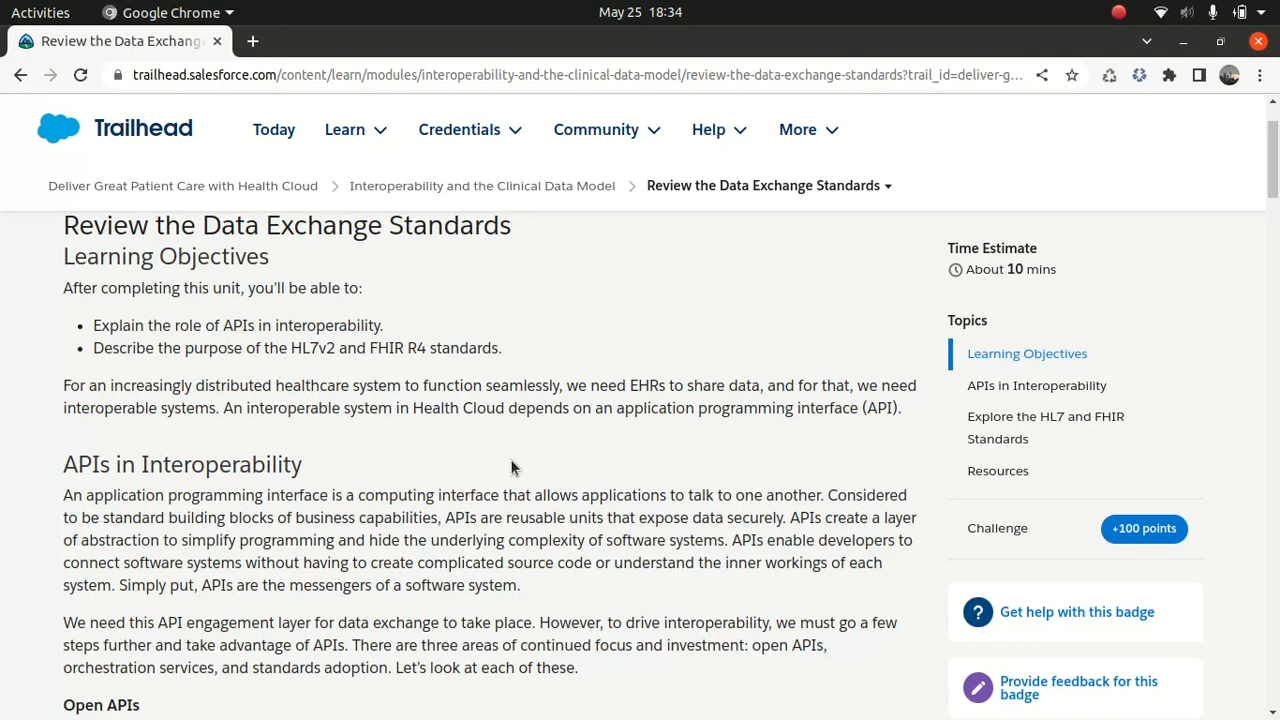 Activities
Google Chrome
May 25 18:34
Review the Data Exchang
trailhead.salesforce.com/content/learn/modules/interoperability-and-the-clinical-data-model/review-the-data-exchange-standards?trail_id=deliver-g...
Trailhead
Today
Learn
Credentials
Community
Help
More
Deliver Great Patient Care with Health Cloud
Interoperability and the Clinical Data Model
Review the Data Exchange Standards
Review the Data Exchange Standards
Learning Objectives
After completing this unit, you’ll be able to:
• Explain the role of APIs in interoperability.
• Describe the purpose of the HL7v2 and FHIR R4 standards.
For an increasingly distributed healthcare system to function seamlessly, we need EHRs to share data, and for that, we need
interoperable systems. An interoperable system in Health Cloud depends on an application programming interface (API).
APIs in Interoperability
An application programming interface is a computing interface that allows applications to talk to one another. Considered
to be standard building blocks of business capabilities, APIs are reusable units that expose data securely. APIs create a layer
of abstraction to simplify programming and hide the underlying complexity of software systems. APIs enable developers to
connect software systems without having to create complicated source code or understand the inner workings of each
system. Simply put, APIs are the messengers of a software system.
We need this API engagement layer for data exchange to take place. However, to drive interoperability, we must go a few
steps further and take advantage of APIs. There are three areas of continued focus and investment: open APIs,
orchestration services, and standards adoption. Let’s look at each of these.
Open APIs
Time Estimate
About 10 mins
Topics
Learning Objectives
APIs in Interoperability
Explore the HL7 and FHIR
Standards
Resources
Challenge
+100 points
? Get help with this badge
Provide feedback for this
badge